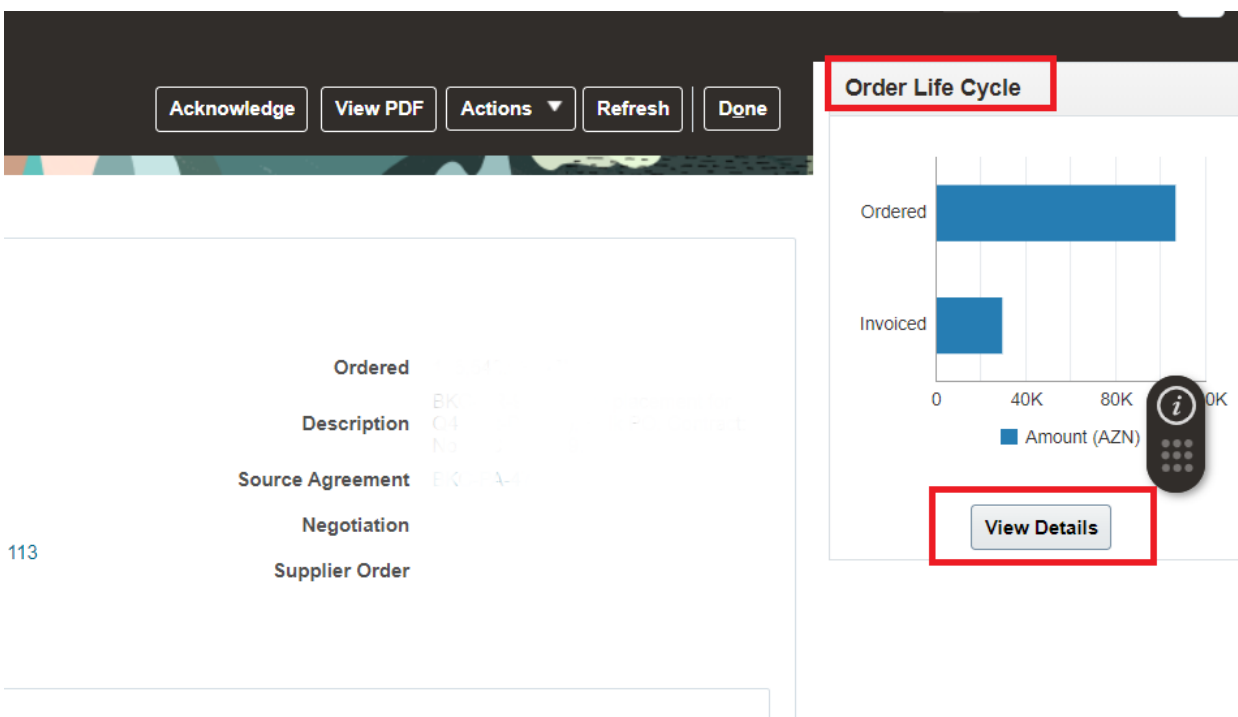 Acknowledge View PDF Actions Refresh Done
Order Life Cycle
Ordered
Invoiced
0 40K 80K
Amount (AZN)
View Details
Ordered
Description
Source Agreement
Negotiation
113
Supplier Order